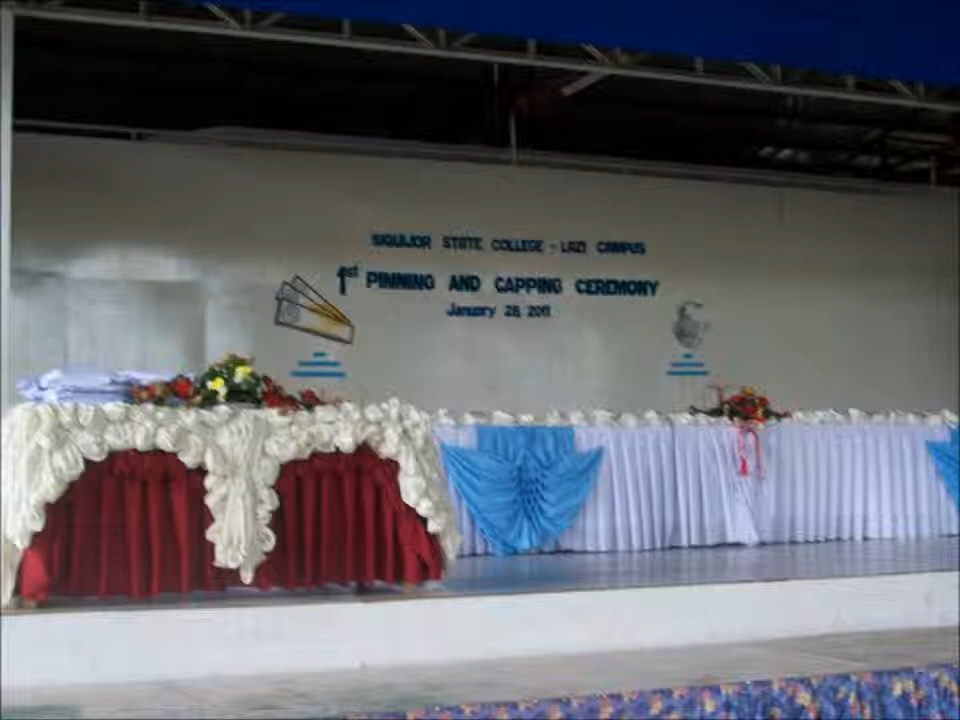 SIQUIJOR STATE COLLEGE - LAZI CAMPUS
1st PINNING AND CAPPING CEREMONY
January 28, 2011